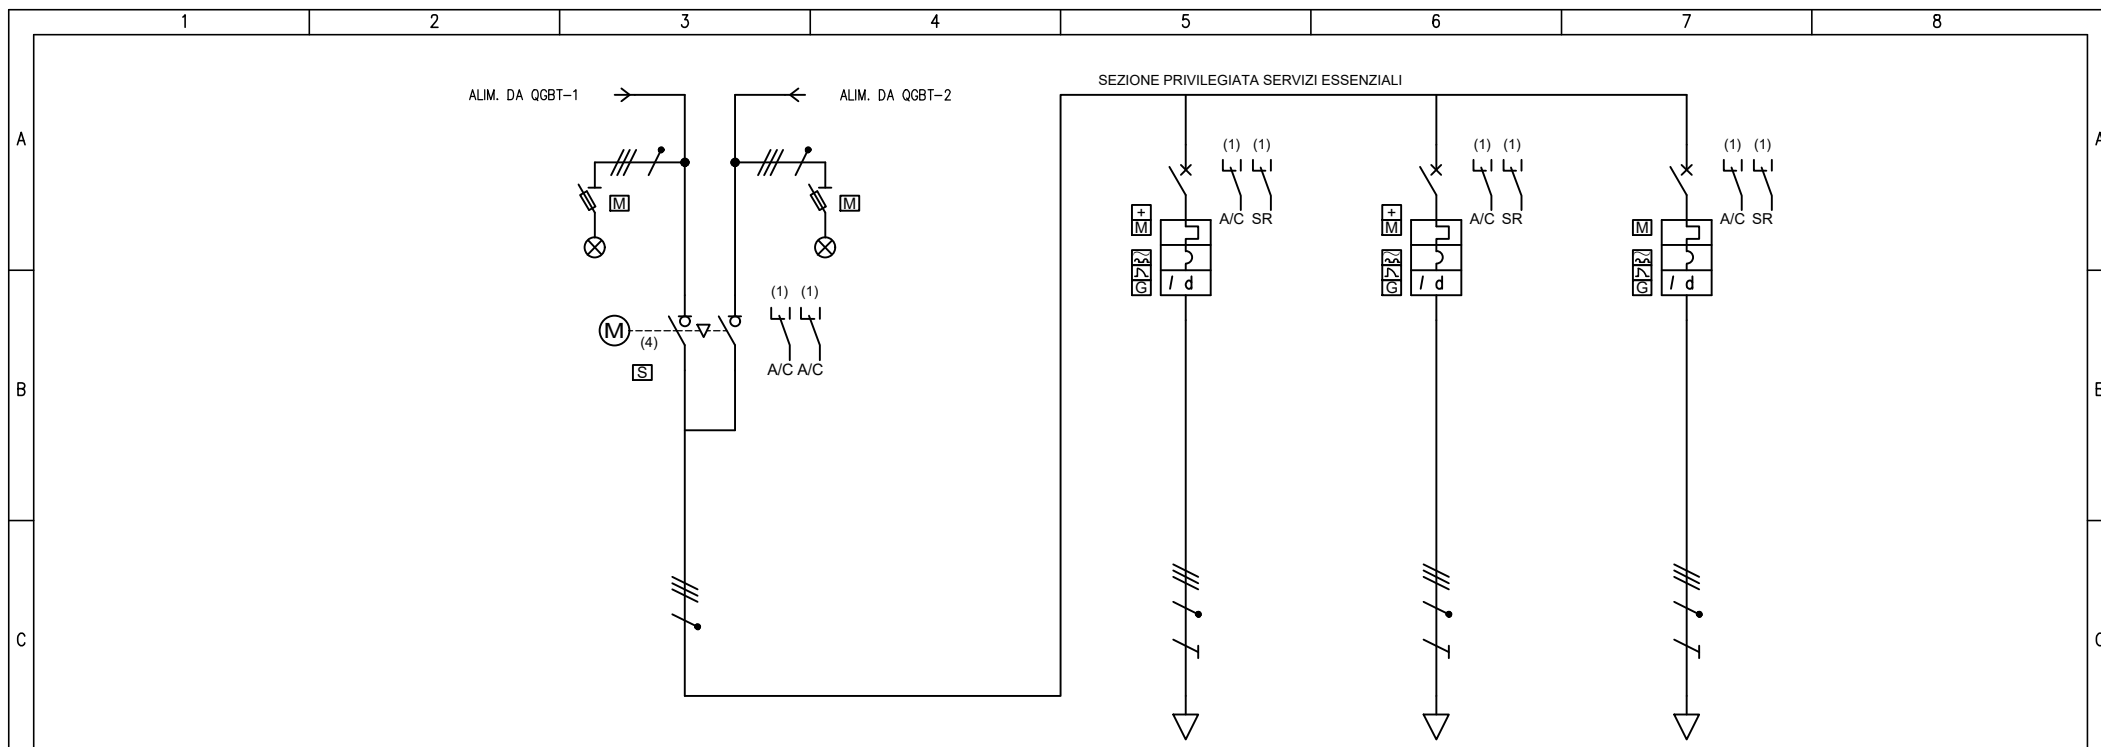 1 2 3 4 5 6 7 8
SEZIONE PRIVILEGIATA SERVIZI ESSENZIALI
ALIM. DA QGBT-1 ALIM. DA QGBT-2
A A
(1) (1) (1) (1) (1) (1)
M M
A/C SR A/C SR A/C SR
+ +
M M M
I d I d I d
G G G
(1) (1)
M
(4)
S
A/C A/C
B B
C C